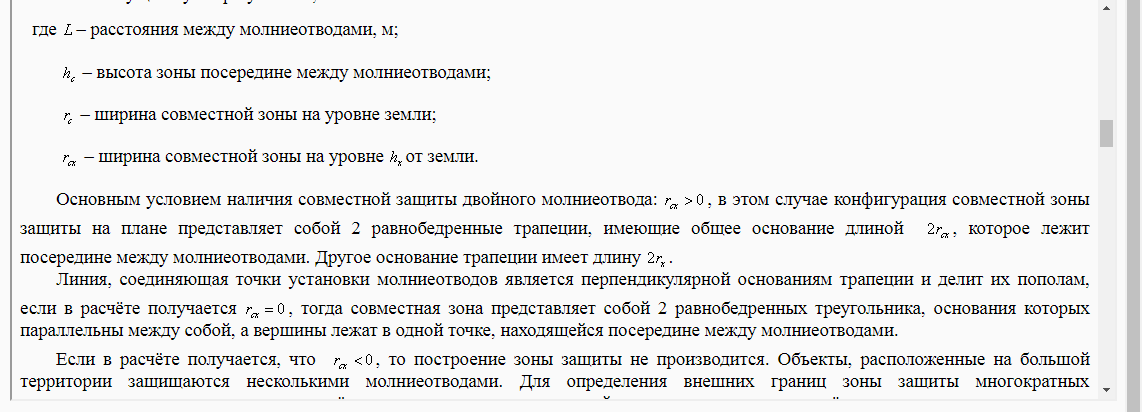 где L – расстояния между молниеотводами, м;
h_c – высота зоны посередине между молниеотводами;
r_c – ширина совместной зоны на уровне земли;
r_cx – ширина совместной зоны на уровне h_x от земли.
Основным условием наличия совместной защиты двойного молниеотвода: r_cx > 0, в этом случае конфигурация совместной зоны
защиты на плане представляет собой 2 равнобедренные трапеции, имеющие общее основание длиной 2r_cx, которое лежит
посередине между молниеотводами. Другое основание трапеции имеет длину 2r_x.
Линия, соединяющая точки установки молниеотводов является перпендикулярной основаниям трапеции и делит их пополам,
если в расчёте получается r_cx = 0, тогда совместная зона представляет собой 2 равнобедренных треугольника, основания которых
параллельны между собой, а вершины лежат в одной точке, находящейся посередине между молниеотводами.
Если в расчёте получается, что r_cx < 0, то построение зоны защиты не производится. Объекты, расположенные на большой
территории защищаются несколькими молниеотводами. Для определения внешних границ зоны защиты многократных